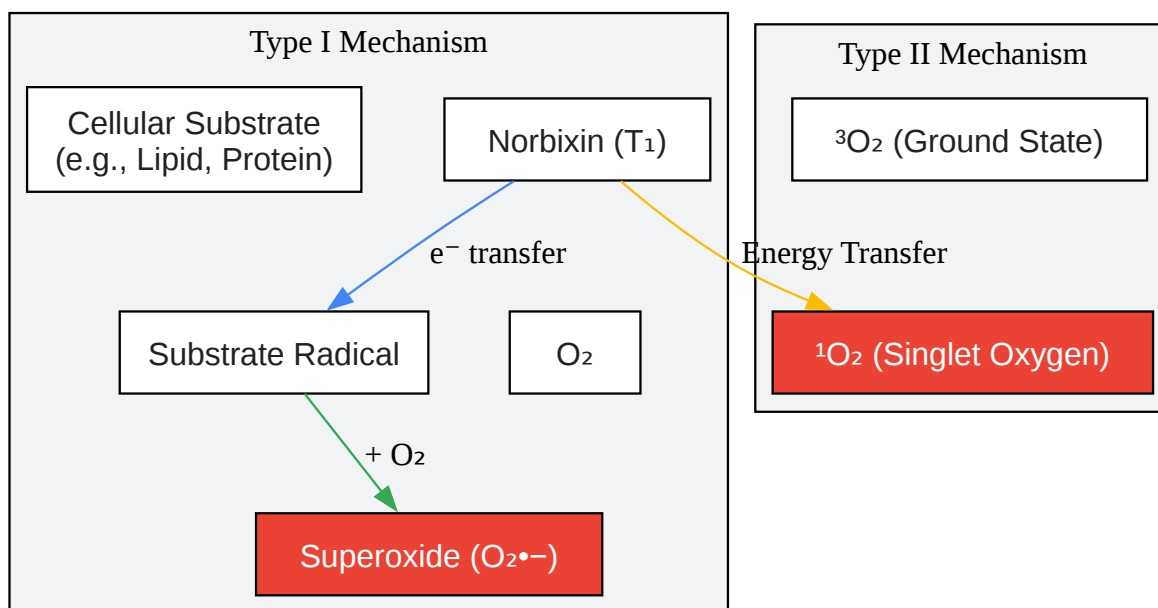 Type I Mechanism
Cellular Substrate
(e.g., Lipid, Protein)
Norbixin (T₁)
e⁻ transfer
Substrate Radical
O₂
+ O₂
Superoxide (O₂•−)
Type II Mechanism
³O₂ (Ground State)
Energy Transfer
¹O₂ (Singlet Oxygen)